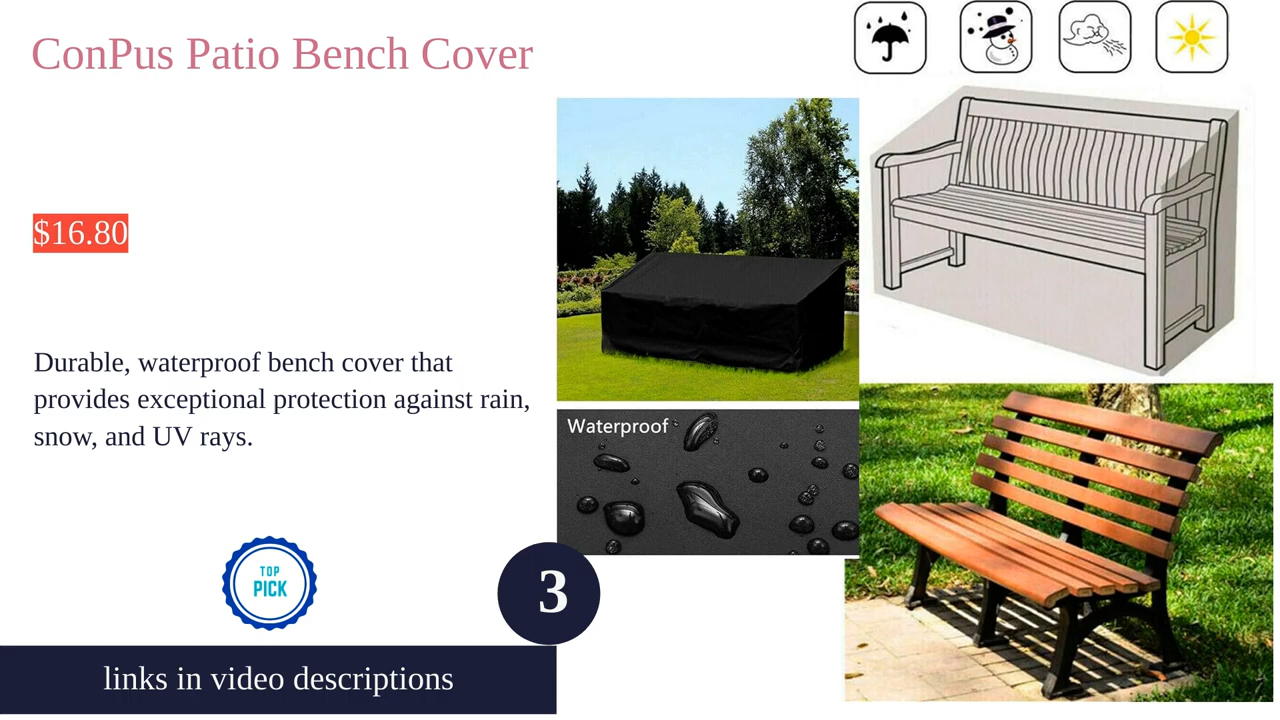 ConPus Patio Bench Cover
$16.80
Durable, waterproof bench cover that
provides exceptional protection against rain,
snow, and UV rays.
Waterproof
TOP
PICK
3
links in video descriptions